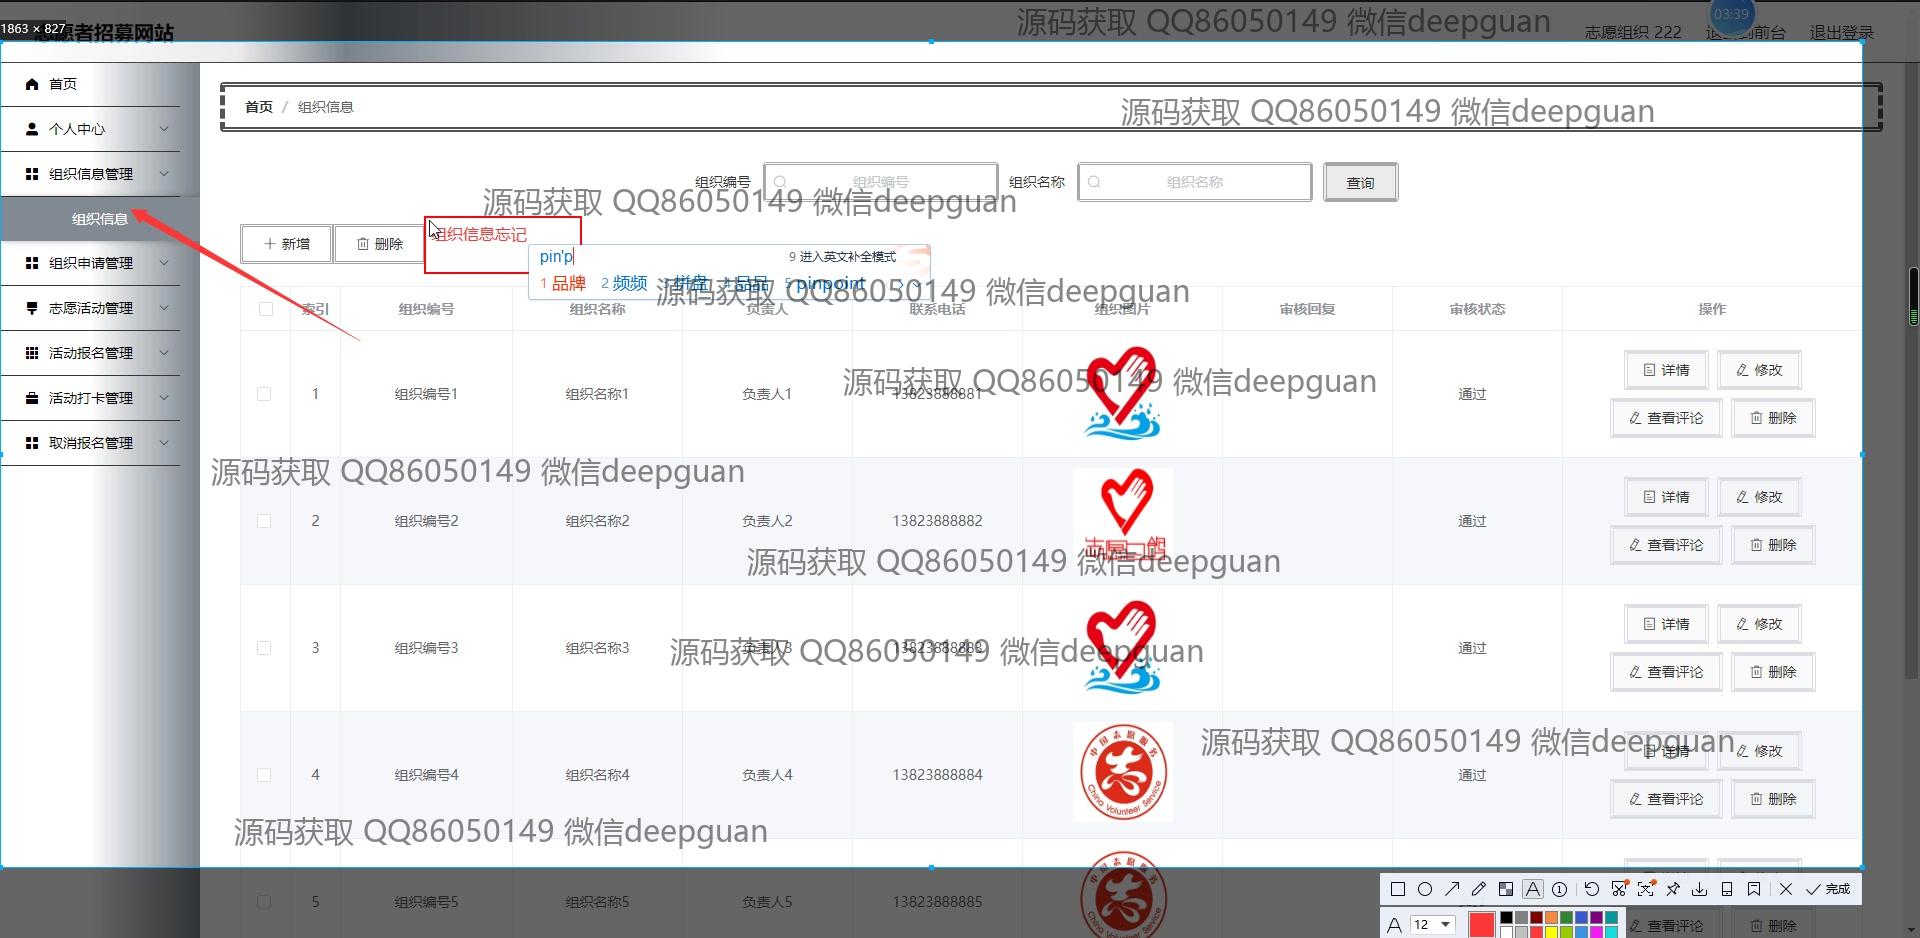 1863 × 827
志愿者招募网站
源码获取 QQ86050149 微信deepguan
03:39
志愿组织 222
退出到前台
退出登录
首页
个人中心
组织信息管理
组织信息
组织申请管理
志愿活动管理
活动报名管理
活动打卡管理
取消报名管理
首页 / 组织信息
源码获取 QQ86050149 微信deepguan
组织编号 组织编号 组织名称 组织名称 查询
源码获取 QQ86050149 微信deepguan
新增 删除
组织信息忘记
pin'p 9 进入英文补全模式
1 品牌 2 频频 3 拼盘 4 品品 5 pinpoint
源码获取 QQ86050149 微信deepguan
索引 组织编号 组织名称 负责人 联系电话 组织图片 审核回复 审核状态 操作
1 组织编号1 组织名称1 负责人1 13823888881 通过 详情 修改
查看评论 删除
源码获取 QQ86050149 微信deepguan
源码获取 QQ86050149 微信deepguan
2 组织编号2 组织名称2 负责人2 13823888882 通过 详情 修改
查看评论 删除
源码获取 QQ86050149 微信deepguan
3 组织编号3 组织名称3 负责人3 13823888883 通过 详情 修改
查看评论 删除
源码获取 QQ86050149 微信deepguan
4 组织编号4 组织名称4 负责人4 13823888884 通过 详情 修改
查看评论 删除
中国志愿服务
China Volunteer Service
源码获取 QQ86050149 微信deepguan
源码获取 QQ86050149 微信deepguan
5 组织编号5 组织名称5 负责人5 13823888885
中国志愿服务
查看评论 删除
完成
A 12